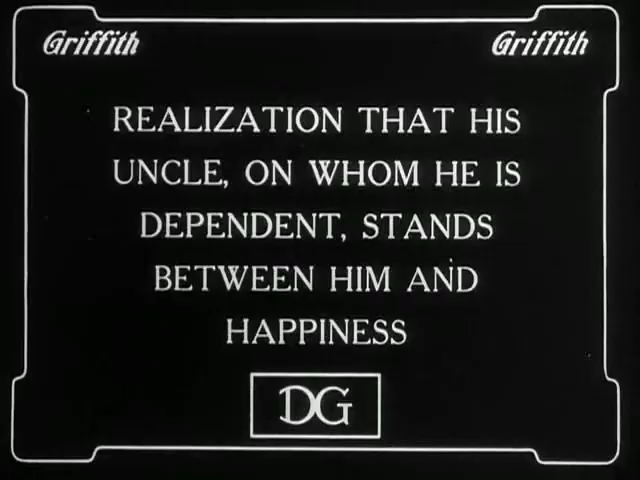 Griffith Griffith
REALIZATION THAT HIS
UNCLE, ON WHOM HE IS
DEPENDENT, STANDS
BETWEEN HIM AND
HAPPINESS
DG